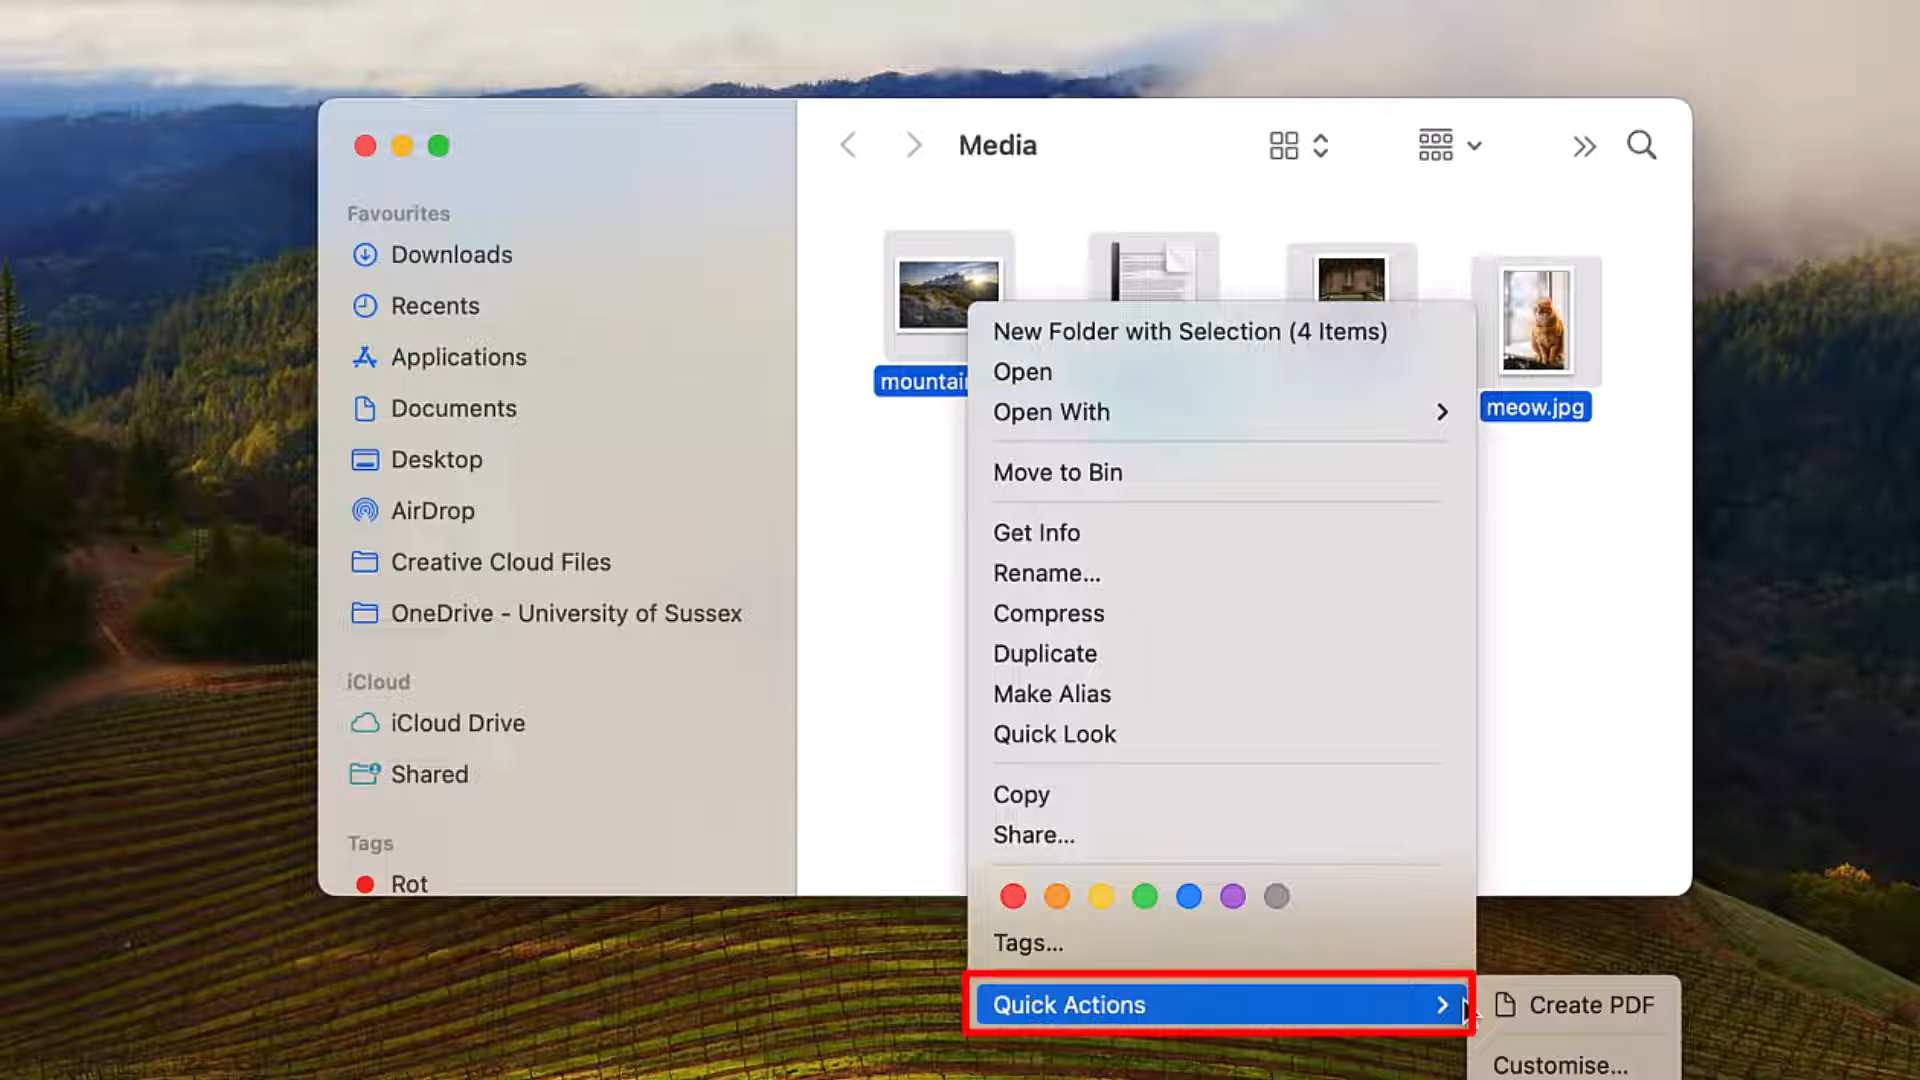 Media
Favourites
Downloads
Recents
Applications
Documents
Desktop
AirDrop
Creative Cloud Files
OneDrive - University of Sussex
iCloud
iCloud Drive
Shared
Tags
Rot
meow.jpg
New Folder with Selection (4 Items)
Open
Open With
Move to Bin
Get Info
Rename...
Compress
Duplicate
Make Alias
Quick Look
Copy
Share...
Tags...
Quick Actions
Create PDF
Customise...